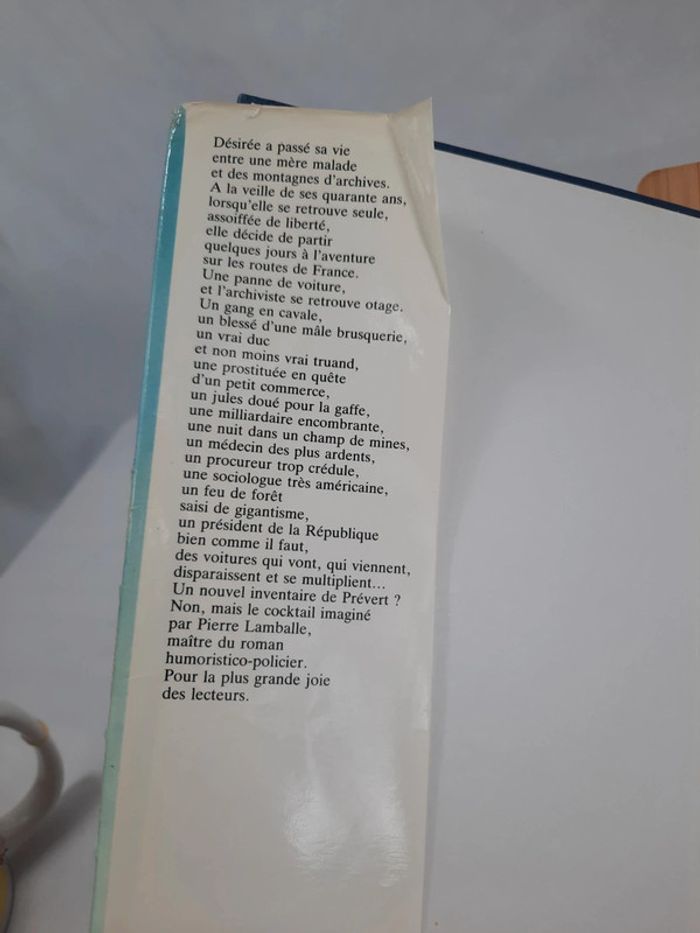 Désirée a passé sa vie
entre une mère malade
et des montagnes d'archives.
A la veille de ses quarante ans,
lorsqu'elle se retrouve seule,
assoiffée de liberté,
elle décide de partir
quelques jours à l'aventure
sur les routes de France.
Une panne de voiture,
et l'archiviste se retrouve otage.
Un gang en cavale,
un blessé d'une mâle brusquerie,
un vrai duc
et non moins vrai truand,
une prostituée en quête
d'un petit commerce,
un jules doué pour la gaffe,
une milliardaire encombrante,
une nuit dans un champ de mines,
un médecin des plus ardents,
un procureur trop crédule,
une sociologue très américaine,
un feu de forêt
saisi de gigantisme,
un président de la République
bien comme il faut,
des voitures qui vont, qui viennent,
disparaissent et se multiplient...
Un nouvel inventaire de Prévert ?
Non, mais le cocktail imaginé
par Pierre Lamballe,
maître du roman
humoristico-policier.
Pour la plus grande joie
des lecteurs.